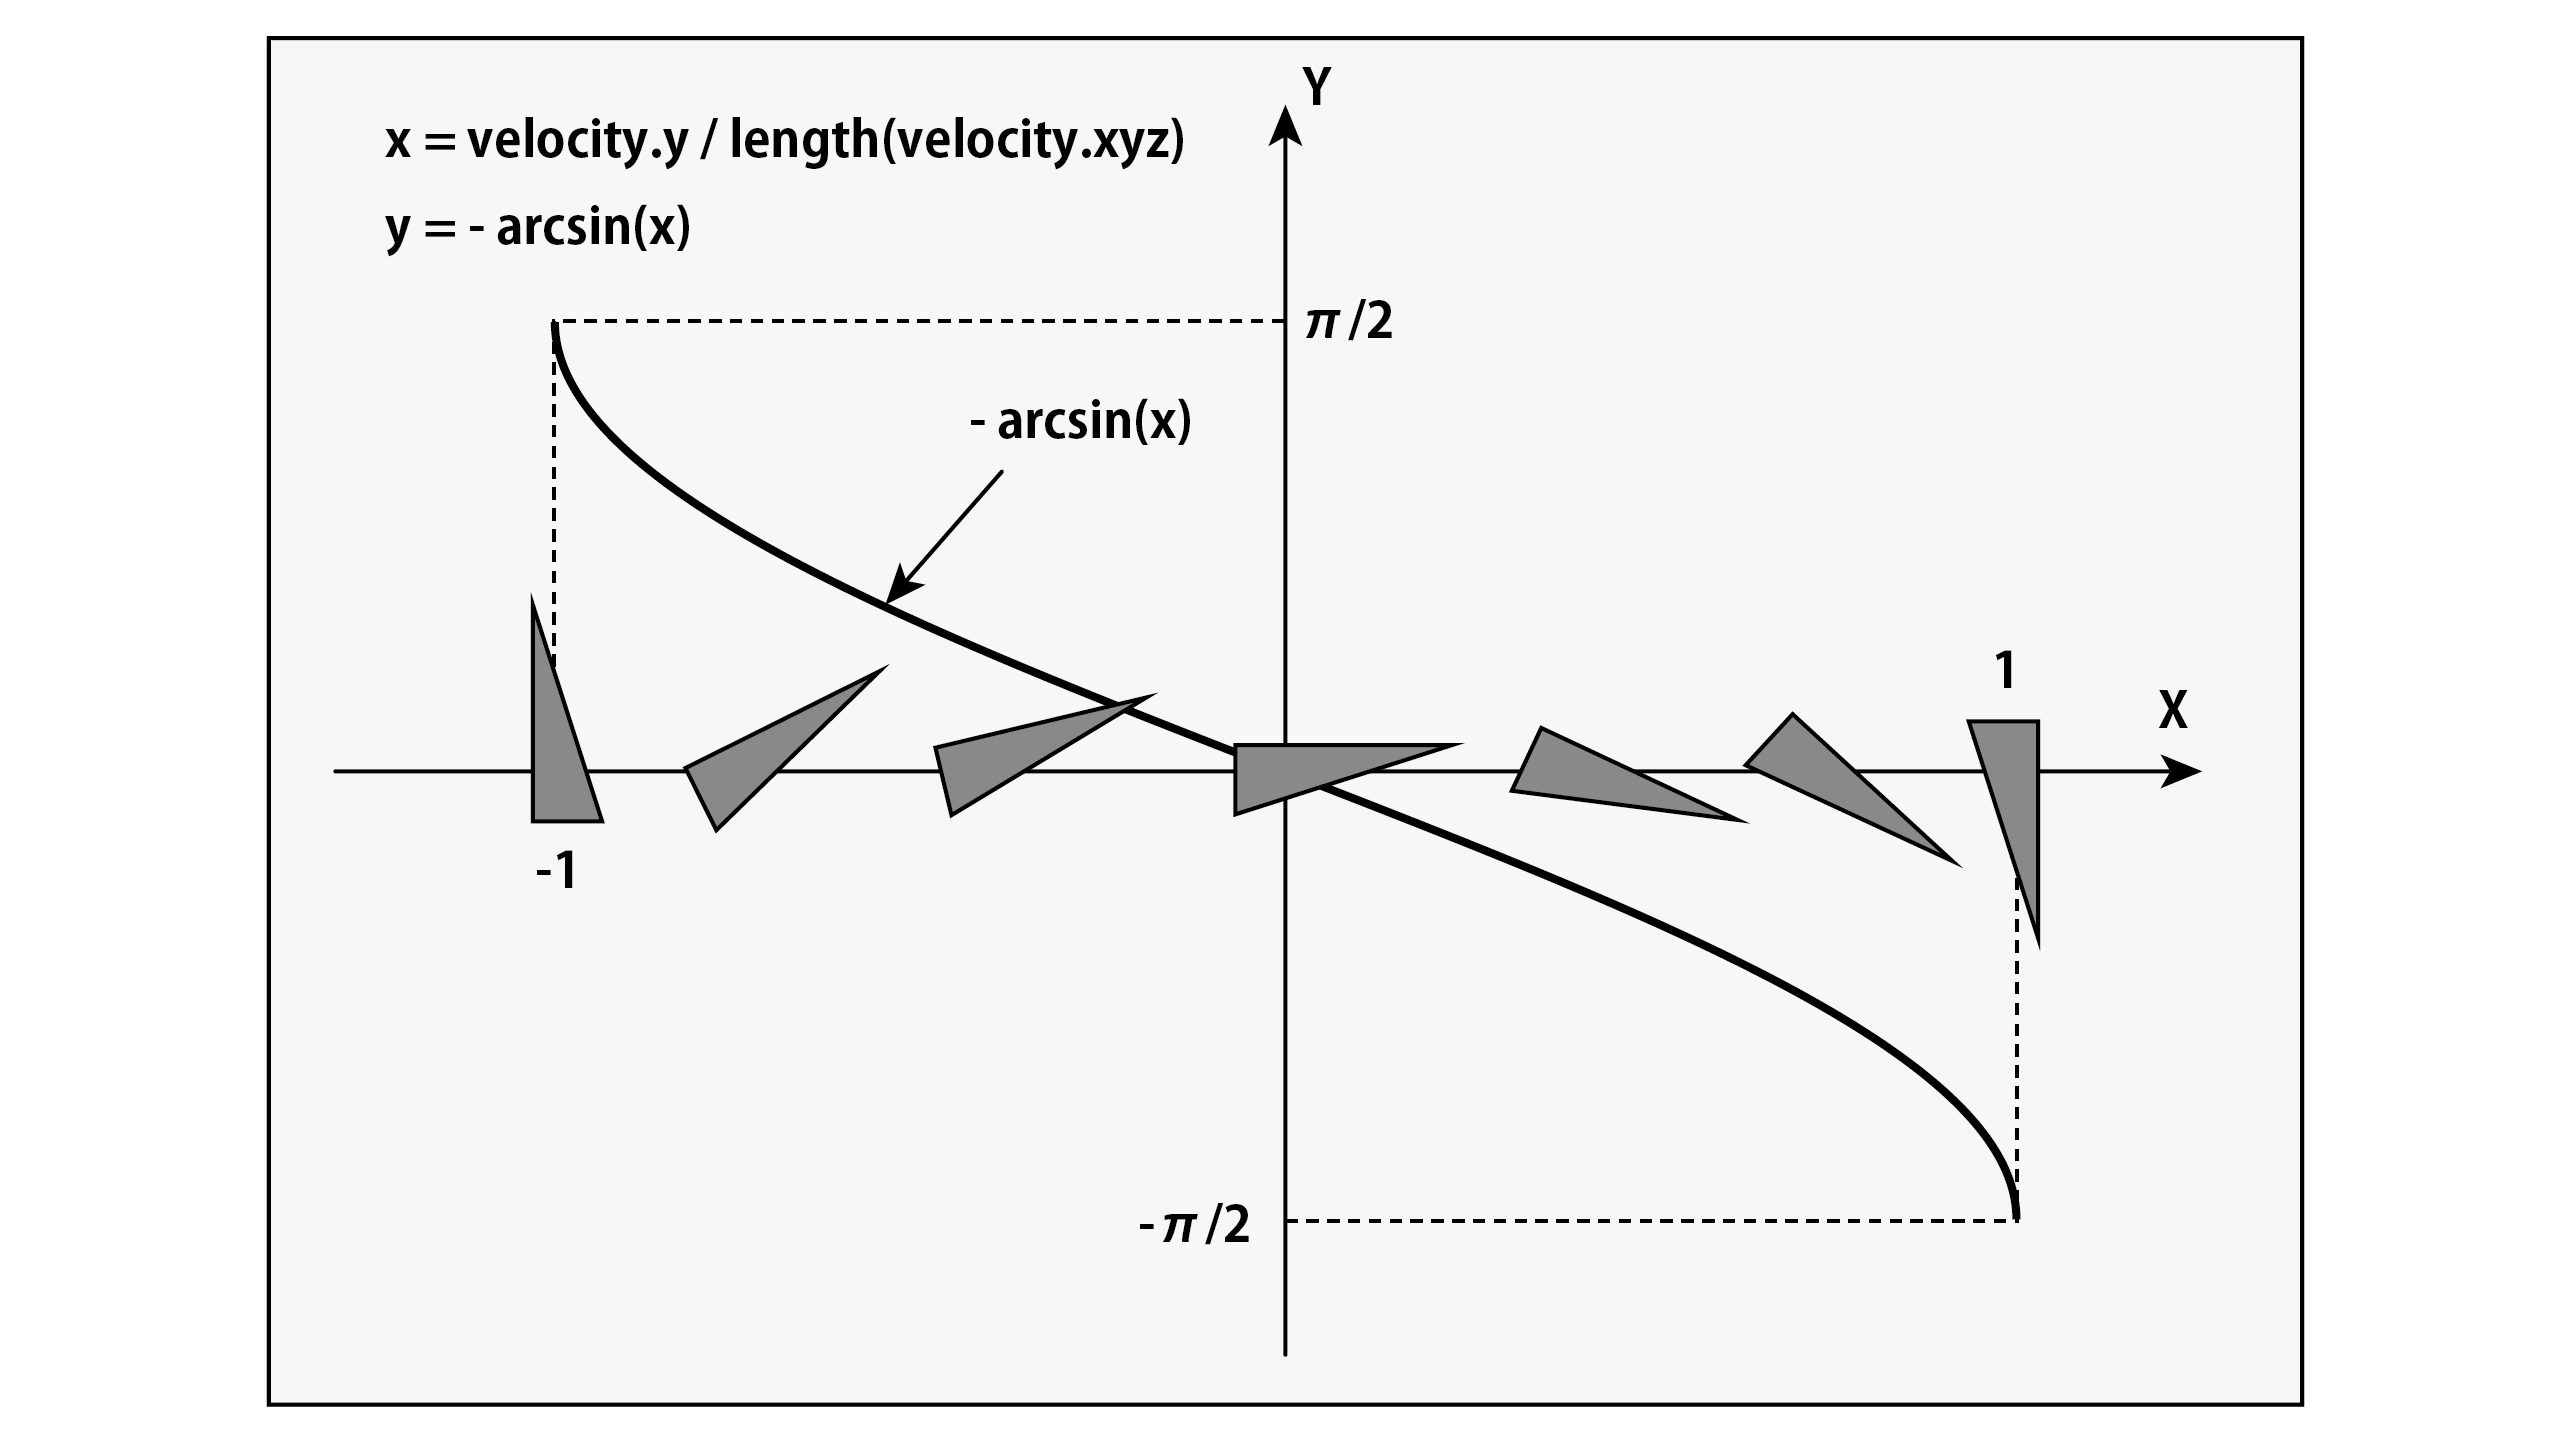 Y
x = velocity.y / length(velocity.xyz)
y = - arcsin(x)
π/2
- arcsin(x)
1
X
-1
-π/2